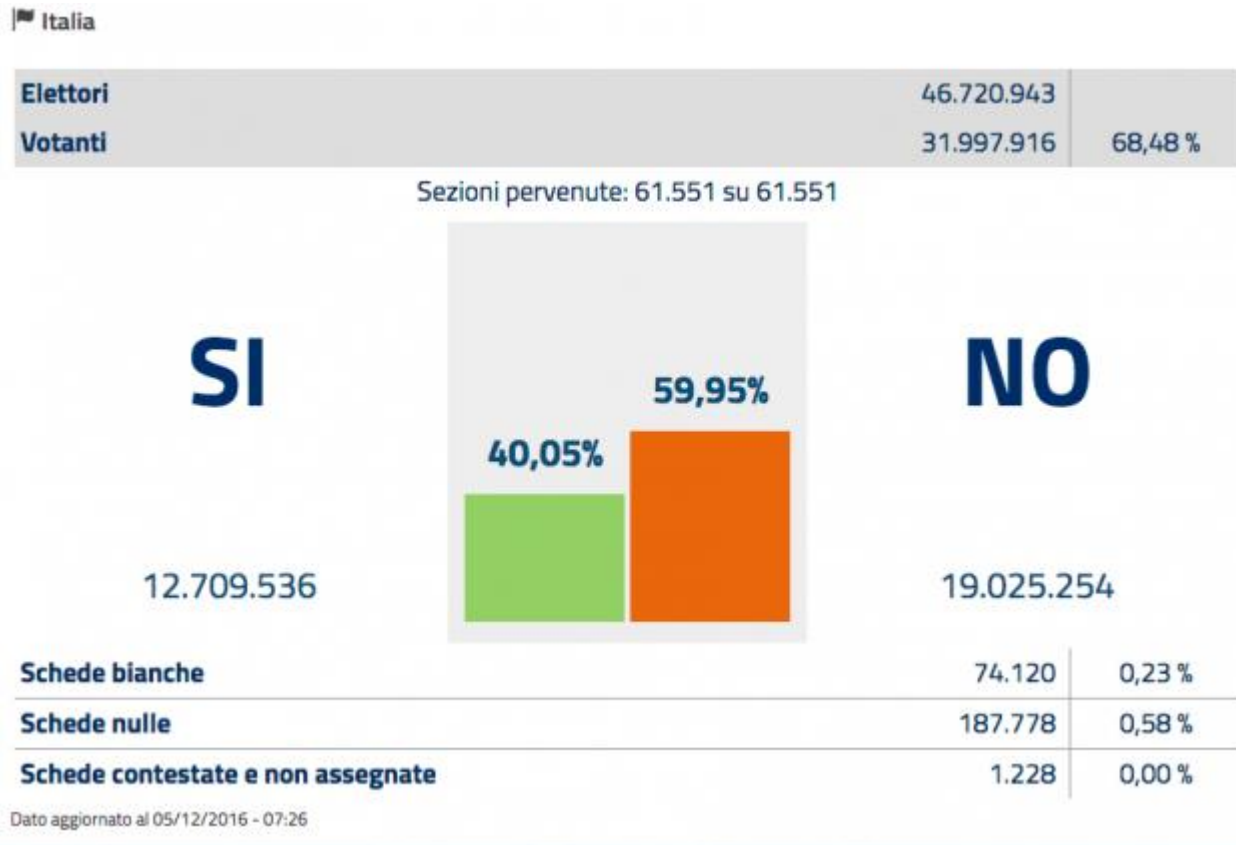 Italia
Elettori 46.720.943
Votanti 31.997.916 68,48 %
Sezioni pervenute: 61.551 su 61.551
SI
40,05%
59,95%
NO
12.709.536
19.025.254
Schede bianche 74.120 0,23 %
Schede nulle 187.778 0,58 %
Schede contestate e non assegnate 1.228 0,00 %
Dato aggiornato al 05/12/2016 - 07:26